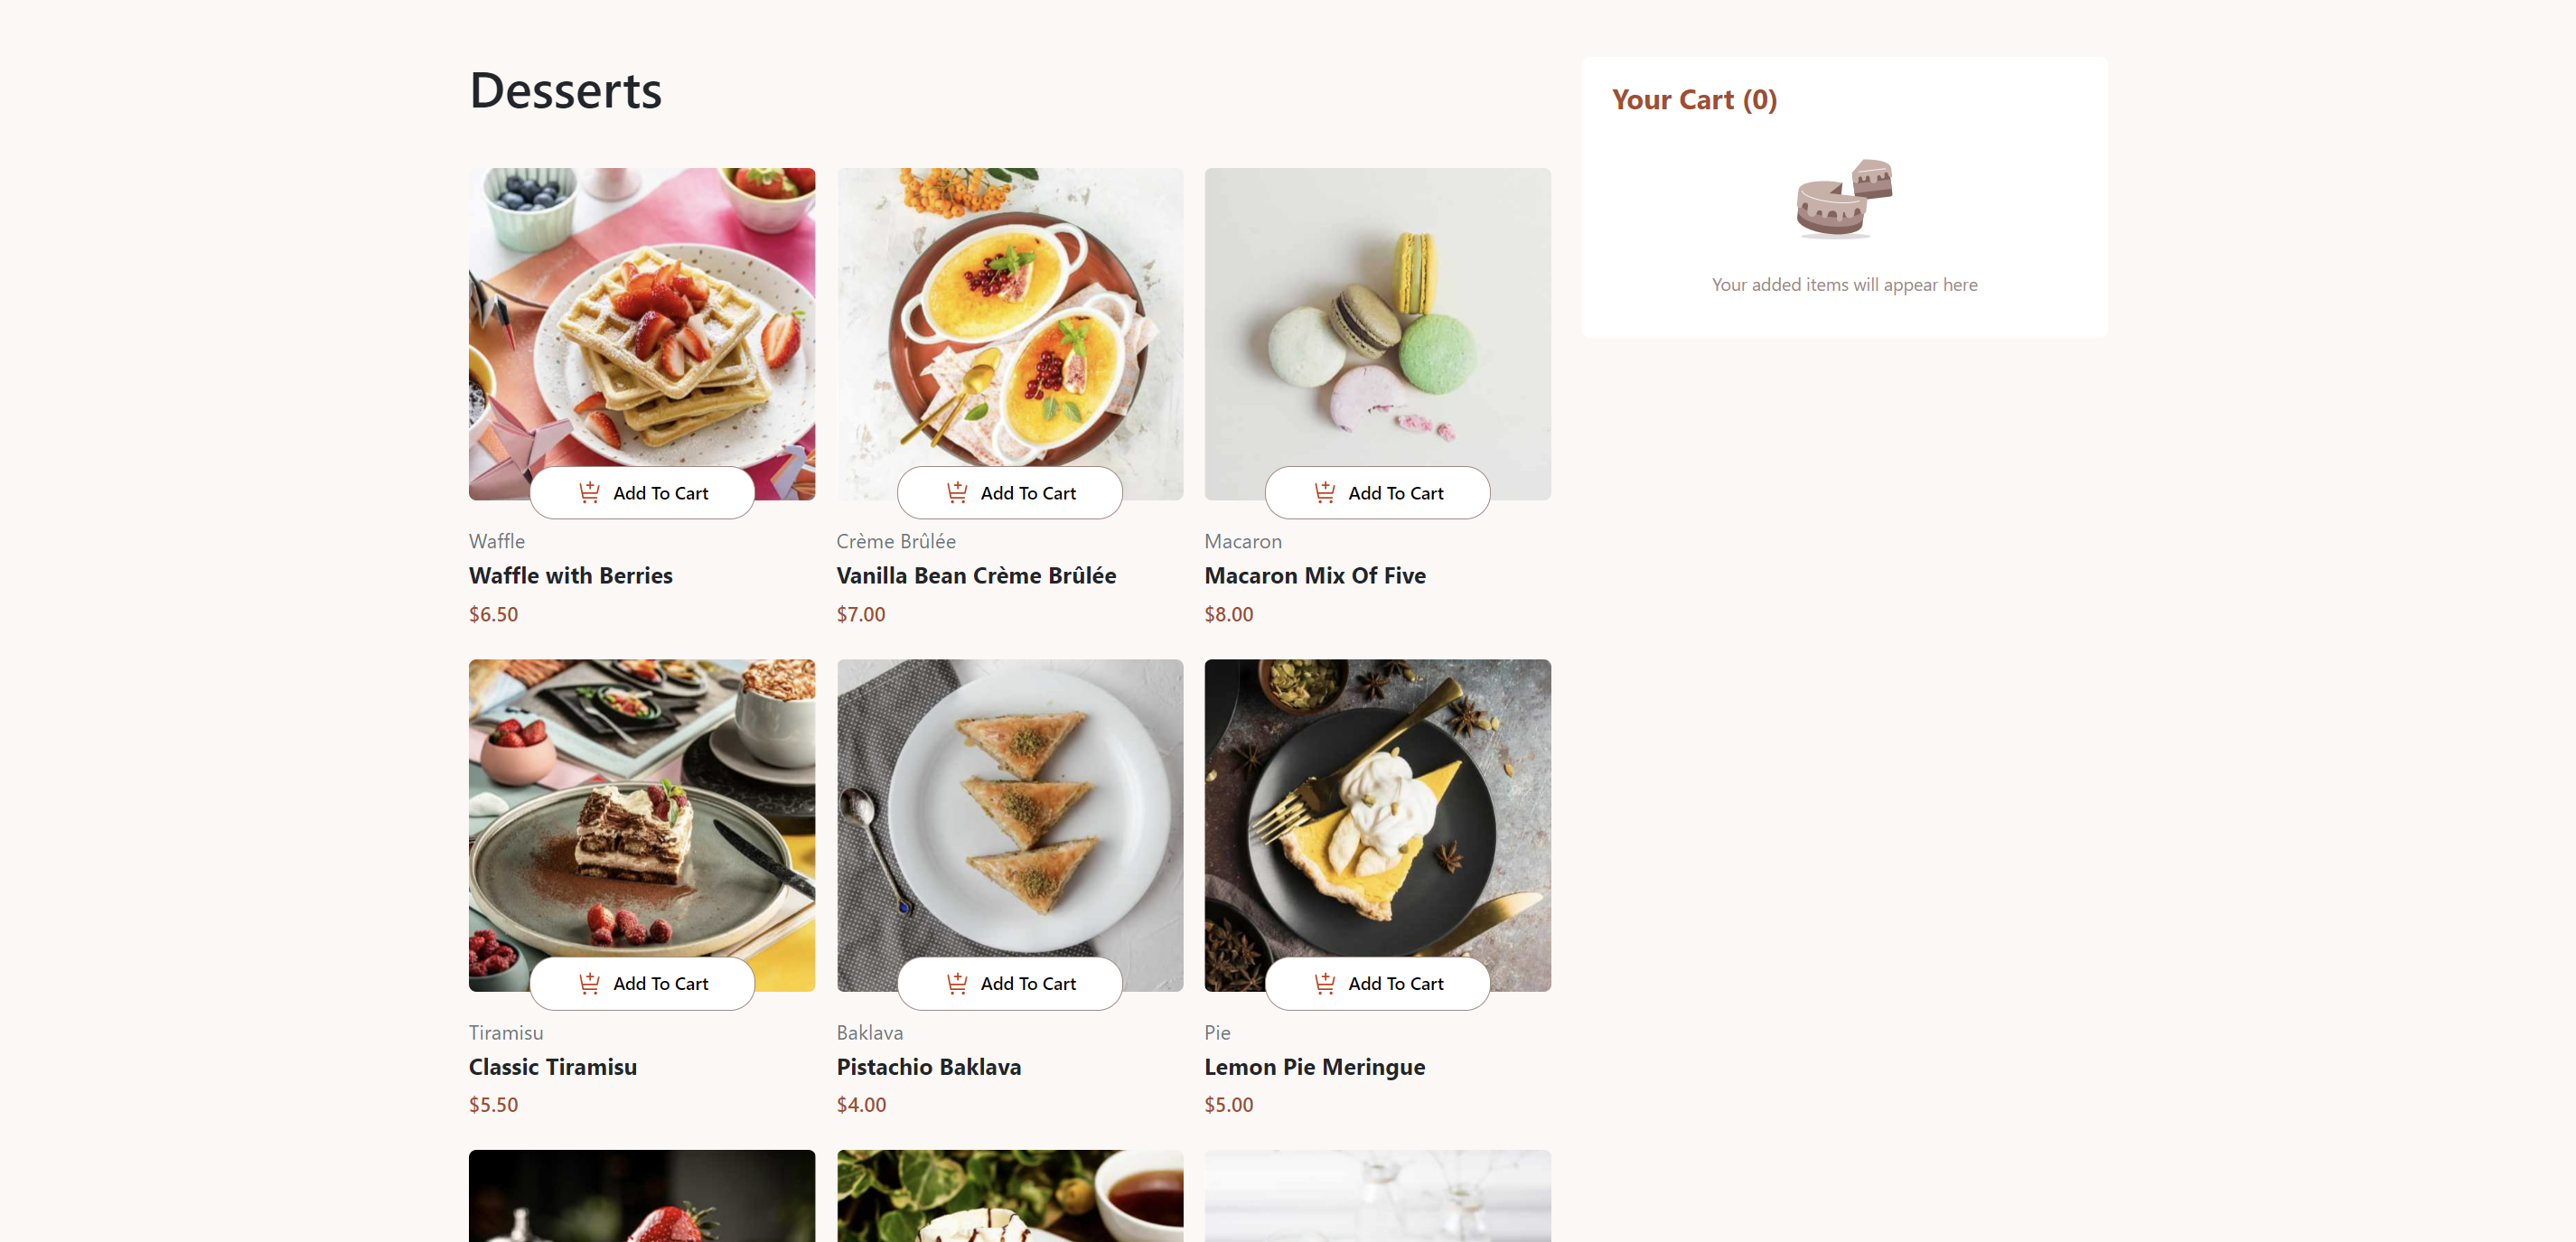 Desserts
Your Cart (0)
Your added items will appear here
Add To Cart
Add To Cart
Add To Cart
Waffle
Waffle with Berries
$6.50
Crème Brûlée
Vanilla Bean Crème Brûlée
$7.00
Macaron
Macaron Mix Of Five
$8.00
Add To Cart
Add To Cart
Add To Cart
Tiramisu
Classic Tiramisu
$5.50
Baklava
Pistachio Baklava
$4.00
Pie
Lemon Pie Meringue
$5.00